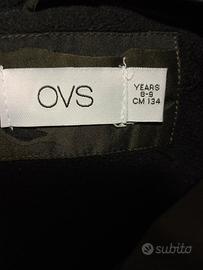 OVS
YEARS
8-9
CM 134
subito